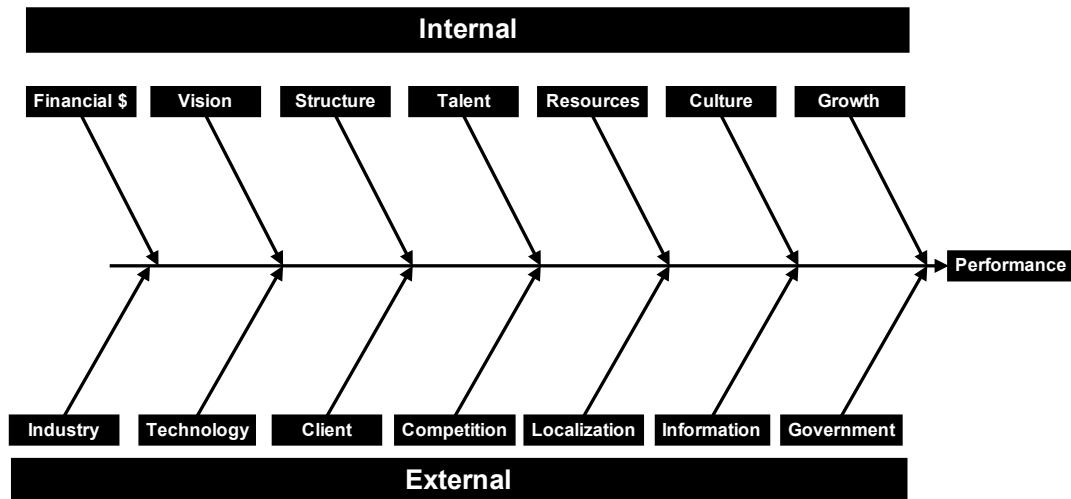 Internal
Financial $
Vision
Structure
Talent
Resources
Culture
Growth
Performance
Industry
Technology
Client
Competition
Localization
Information
Government
External